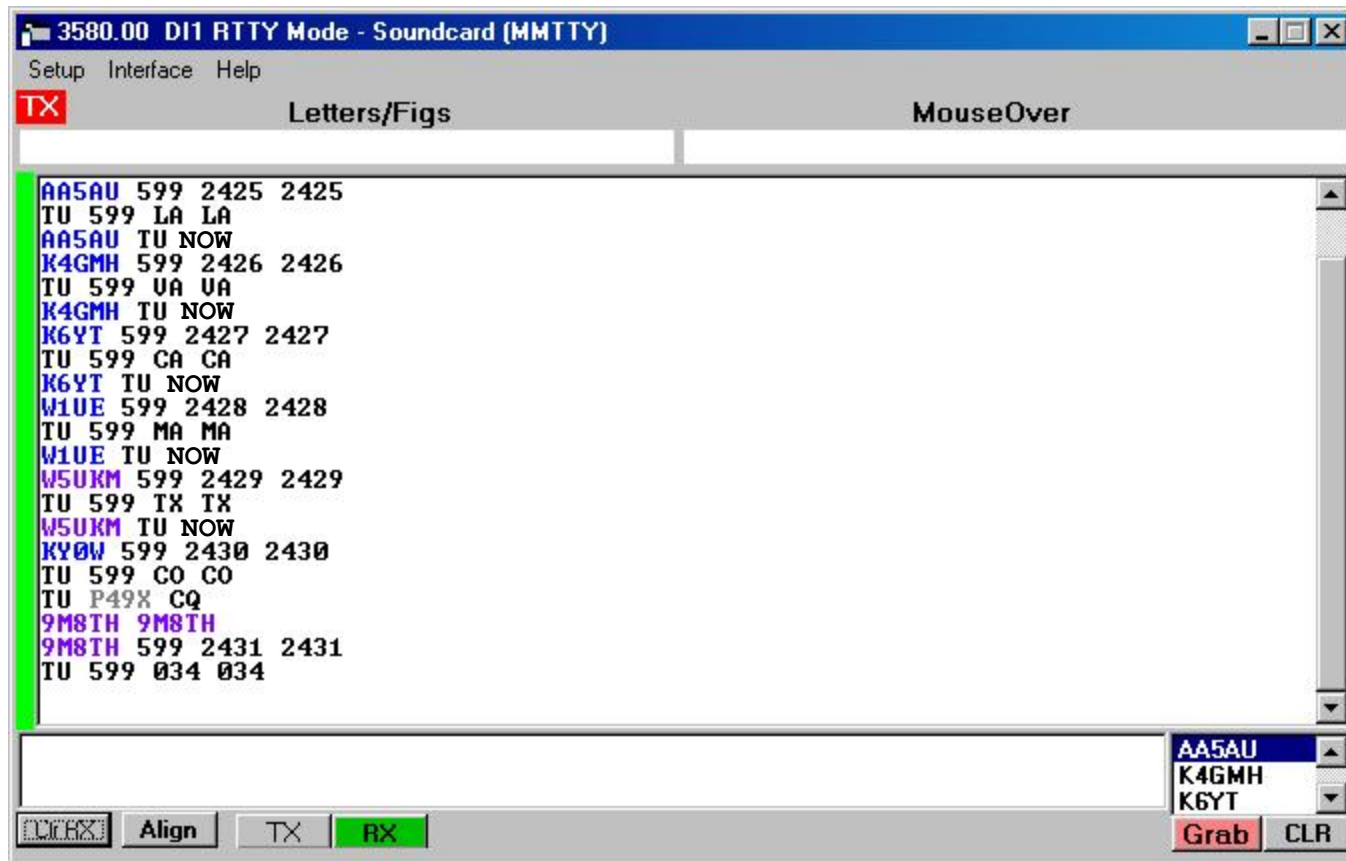 3580.00 DI1 RTTY Mode - Soundcard (MMTTY)
Setup Interface Help
TX Letters/Figs MouseOver
AA5AU 599 2425 2425
TU 599 LA LA
AA5AU TU NOW
K4GMH 599 2426 2426
TU 599 VA VA
K4GMH TU NOW
K6YT 599 2427 2427
TU 599 CA CA
K6YT TU NOW
W1UE 599 2428 2428
TU 599 MA MA
W1UE TU NOW
W5UKM 599 2429 2429
TU 599 TX TX
W5UKM TU NOW
KY0W 599 2430 2430
TU 599 CO CO
TU P49X CQ
9M8TH 9M8TH
9M8TH 599 2431 2431
TU 599 034 034
AA5AU
K4GMH
K6YT
Clr RX Align TX RX Grab CLR